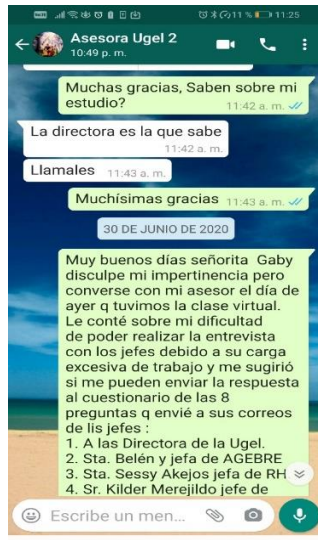 11 % 11:25
Asesora Ugel 2
10:49 p. m.
Muchas gracias, Saben sobre mi
estudio?
11:42 a. m.
La directora es la que sabe
11:42 a. m.
Llamales 11:43 a. m.
Muchísimas gracias 11:43 a. m.
30 DE JUNIO DE 2020
Muy buenos días señorita Gaby
disculpe mi impertinencia pero
converse con mi asesor el día de
ayer q tuvimos la clase virtual.
Le conté sobre mi dificultad
de poder realizar la entrevista
con los jefes debido a su carga
excesiva de trabajo y me sugirió
si me pueden enviar la respuesta
al cuestionario de las 8
preguntas q envié a sus correos
de lis jefes :
1. A las Directora de la Ugel.
2. Sta. Belén y jefa de AGEBRE
3. Sta. Sessy Akejos jefa de RH
4. Sr. Kilder Merejildo jefe de
Escribe un men...